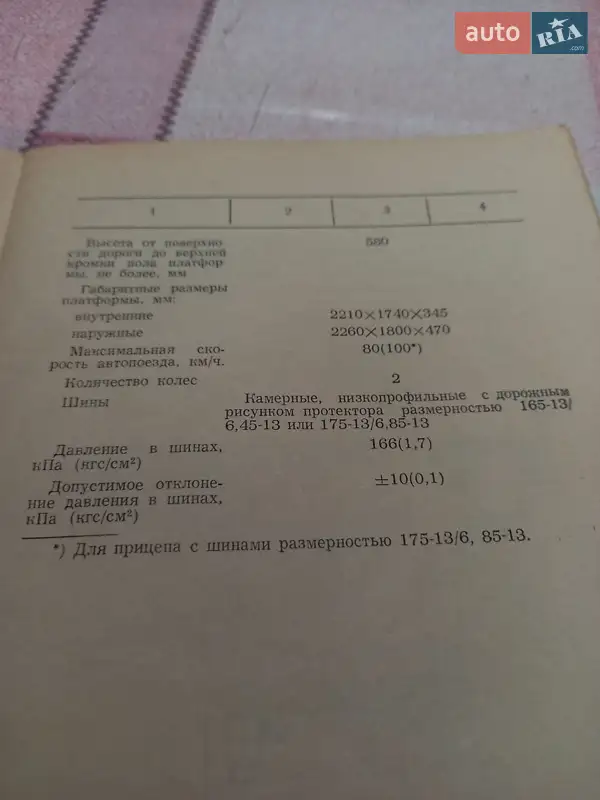 auto RIA .com
1 2 3 4
Высота от поверхно-
сти дороги до верхней
кромки пола платфор-
мы, не более, мм 580
Габаритные размеры
платформы, мм:
внутренние 2210×1740×345
наружные 2260×1800×470
Максимальная ско-
рость автопоезда, км/ч. 80(100*)
Количество колес 2
Шины Камерные, низкопрофильные с дорожным
рисунком протектора размерностью 165-13/
6,45-13 или 175-13/6,85-13
Давление в шинах,
кПа (кгс/см²) 166(1,7)
Допустимое отклоне-
ние давления в шинах,
кПа (кгс/см²) ±10(0,1)
*) Для прицепа с шинами размерностью 175-13/6, 85-13.